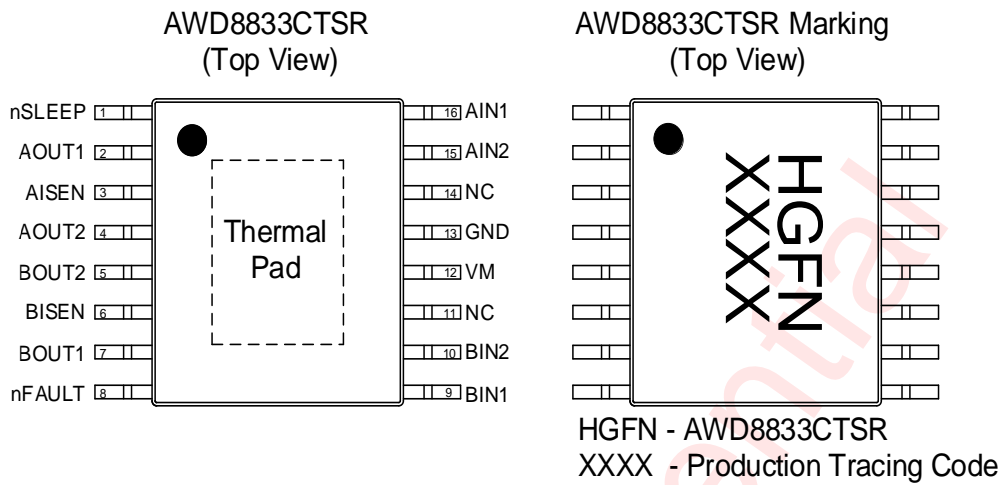 AWD8833CTSR
(Top View)
nSLEEP 1
AOUT1 2
AISEN 3
AOUT2 4
BOUT2 5
BISEN 6
BOUT1 7
nFAULT 8
Thermal
Pad
16 AIN1
15 AIN2
14 NC
13 GND
12 VM
11 NC
10 BIN2
9 BIN1
AWD8833CTSR Marking
(Top View)
HGFN
XXXX
HGFN - AWD8833CTSR
XXXX - Production Tracing Code